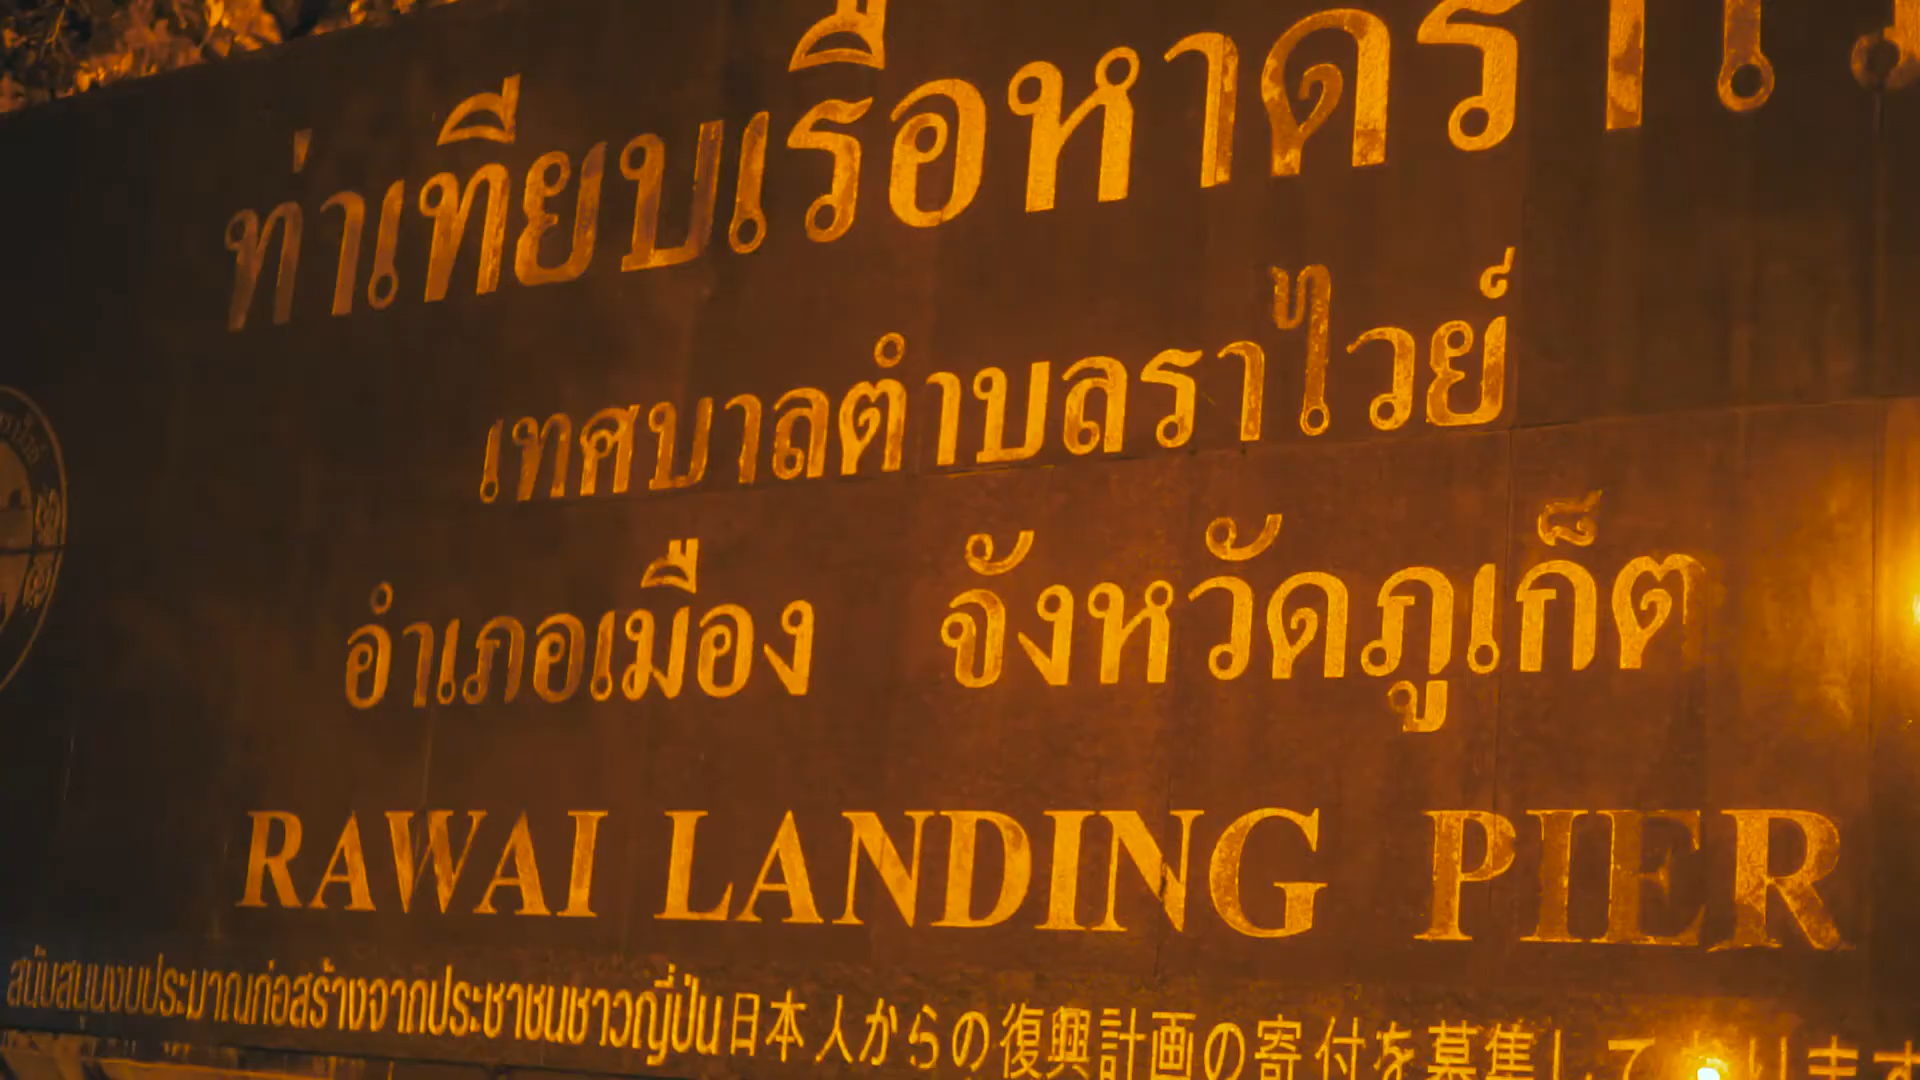 ท่าเทียบเรือหาดรา
เทศบาลตำบลราไวย์
อำเภอเมือง จังหวัดภูเก็ต
RAWAI LANDING PIER
สนับสนุนงบประมาณก่อสร้างจากประชาชนชาวญี่ปุ่น 日本人からの復興計画の寄付を募集しております